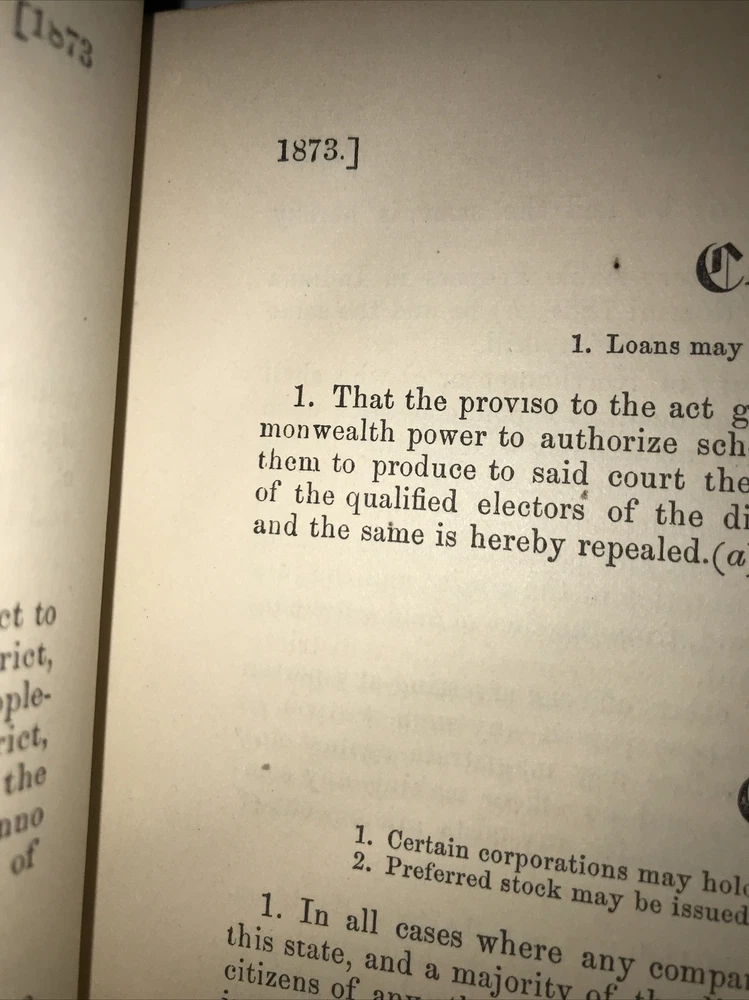 [1873
ct to
rict,
ople-
rict,
the
nno
of
1873.]
1. Loans may
1. That the proviso to the act g
monwealth power to authorize sch
them to produce to said court the
of the qualified electors of the di
and the same is hereby repealed.(a)
1. Certain corporations may hold
2. Preferred stock may be issued
1. In all cases where any compa
this state, and a majority of
citizens of any